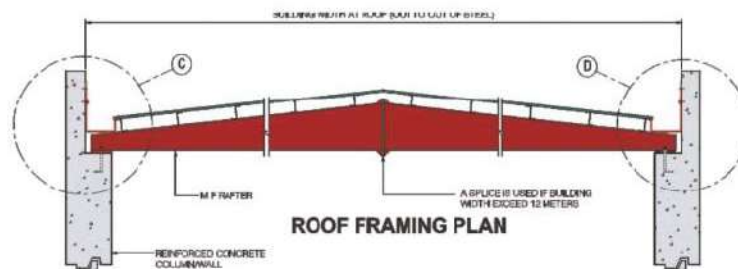 BUILDING WIDTH AT ROOF (OUT TO OUT OF STEEL)
C
D
M F RAFTER
A SPLICE IS USED IF BUILDING
WIDTH EXCEED 12 METERS
ROOF FRAMING PLAN
REINFORCED CONCRETE
COLUMN/WALL